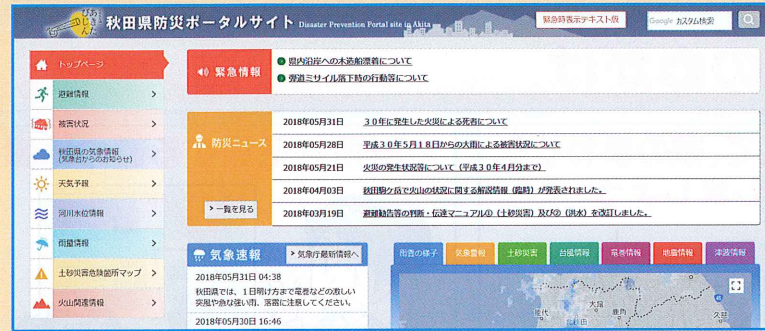 あきた
びじょん
秋田県防災ポータルサイト Disaster Prevention Portal site in Akita
緊急時表示テキスト版
Google カスタム検索
トップページ
避難情報
被害状況
秋田県の気象情報
(気象台からのお知らせ)
天気予報
河川水位情報
雨量情報
土砂災害危険箇所マップ
火山関連情報
緊急情報
県内沿岸への木造船漂着について
弾道ミサイル落下時の行動等について
防災ニュース
一覧を見る
2018年05月31日 30年に発生した火災による死者について
2018年05月28日 平成30年5月18日からの大雨による被害状況について
2018年05月21日 火災の発生状況等について(平成30年4月分まで)
2018年04月03日 秋田駒ケ岳で火山の状況に関する解説情報(臨時)が発表されました。
2018年03月19日 避難勧告等の判断・伝達マニュアル①(土砂災害)及び②(洪水)を改訂しました。
気象速報
気象庁最新情報へ
2018年05月31日 04:38
秋田県では、1日明け方まで竜巻などの激しい
突風や急な強い雨、落雷に注意してください。
2018年05月30日 16:46
雨雲の様子
気象警報
土砂災害
台風情報
竜巻情報
地震情報
津波情報
能代
大館
鹿角
北秋田
久慈